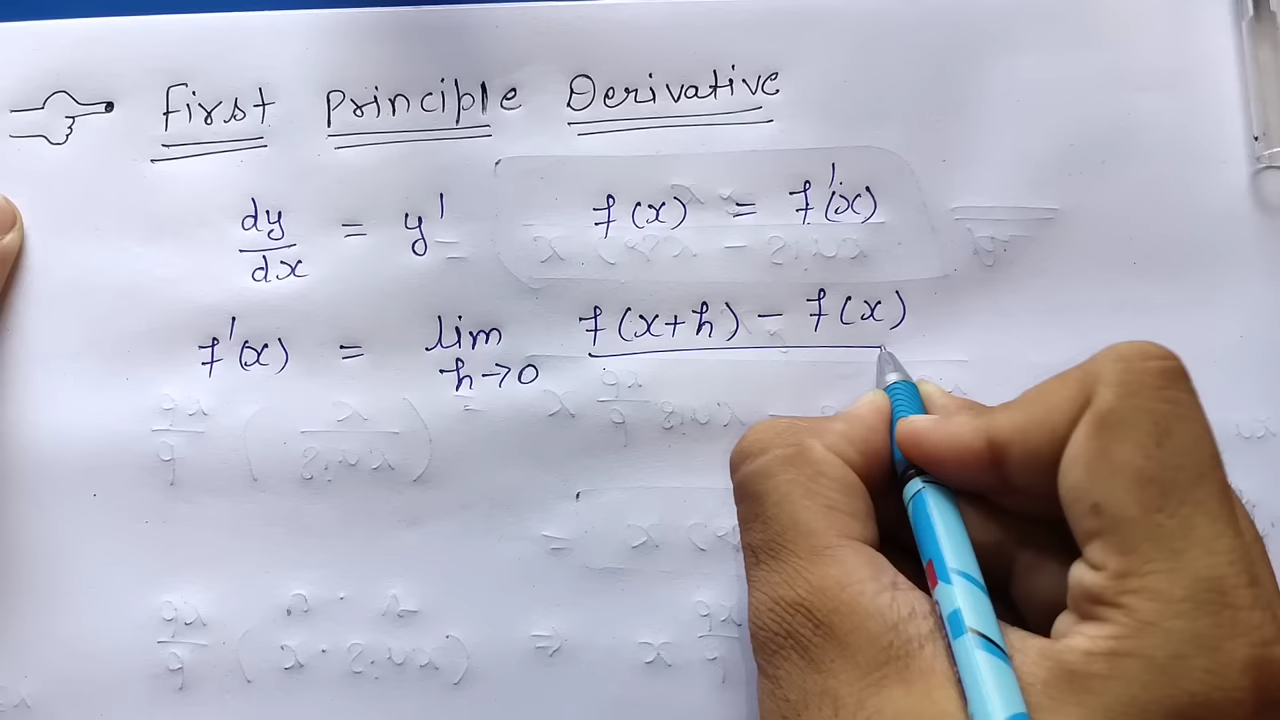 First Principle Derivative
dy/dx = y' f(x) = f'(x)
f'(x) = lim h→0 f(x+h) - f(x)